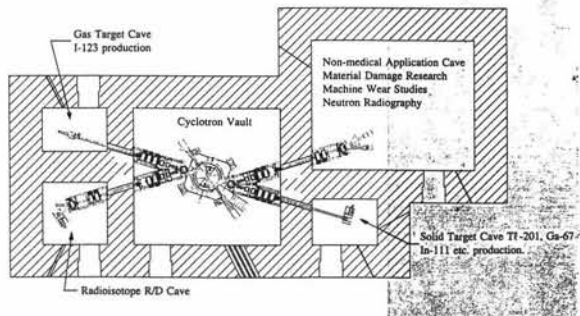 Gas Target Cave
I-123 production
Non-medical Application Cave
Material Damage Research
Machine Wear Studies
Neutron Radiography
Cyclotron Vault
Solid Target Cave Tl-201, Ga-67
In-111 etc. production.
Radioisotope R/D Cave